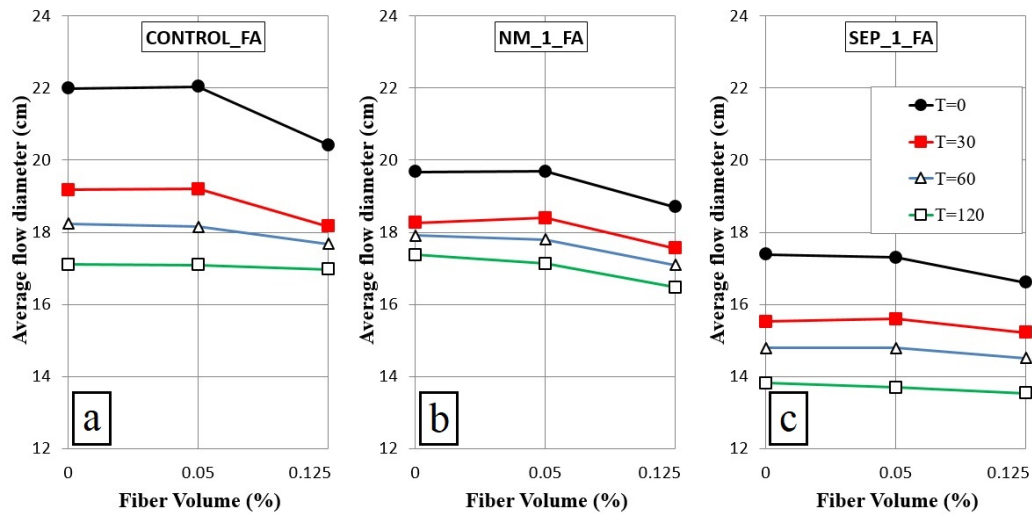 CONTROL_FA
Average flow diameter (cm)
24
22
20
18
16
14
12
a
0
0.05
0.125
Fiber Volume (%)
NM_1_FA
Average flow diameter (cm)
24
22
20
18
16
14
12
b
0
0.05
0.125
Fiber Volume (%)
SEP_1_FA
Average flow diameter (cm)
24
22
20
18
16
14
12
T=0
T=30
T=60
T=120
c
0
0.05
0.125
Fiber Volume (%)